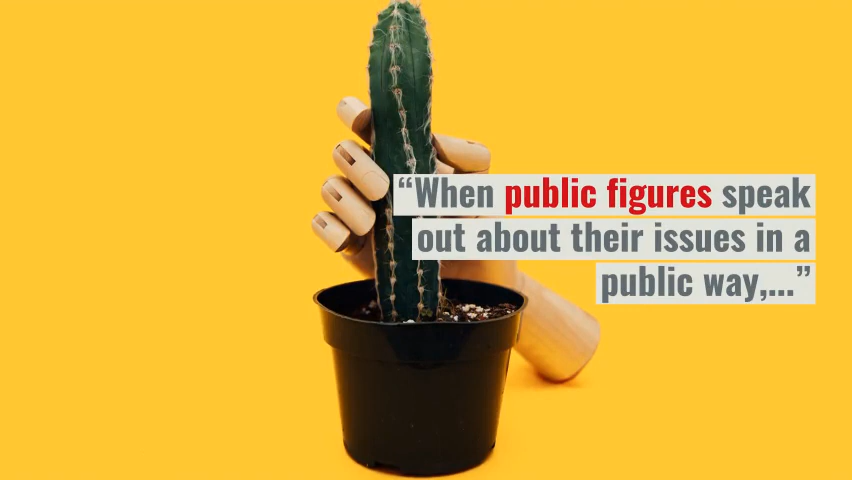 “When public figures speak
out about their issues in a
public way,...”